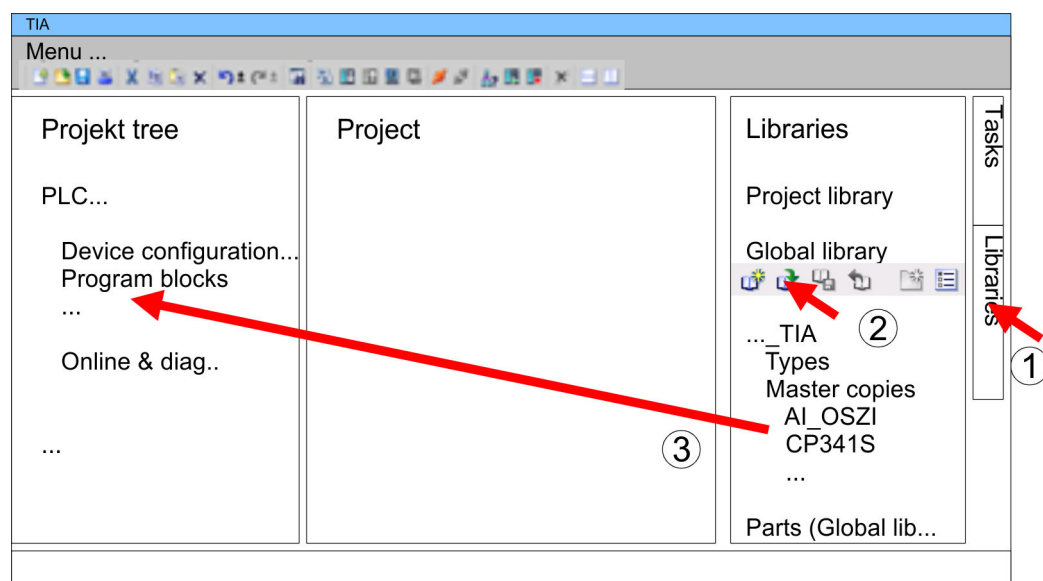 TIA
Menu ...
Projekt tree
PLC...
Device configuration...
Program blocks
...
Online & diag..
...
Project
③
Libraries
Project library
Global library
②
..._TIA
Types
Master copies
AI_OSZI
CP341S
...
Parts (Global lib...
Tasks
Libraries
①